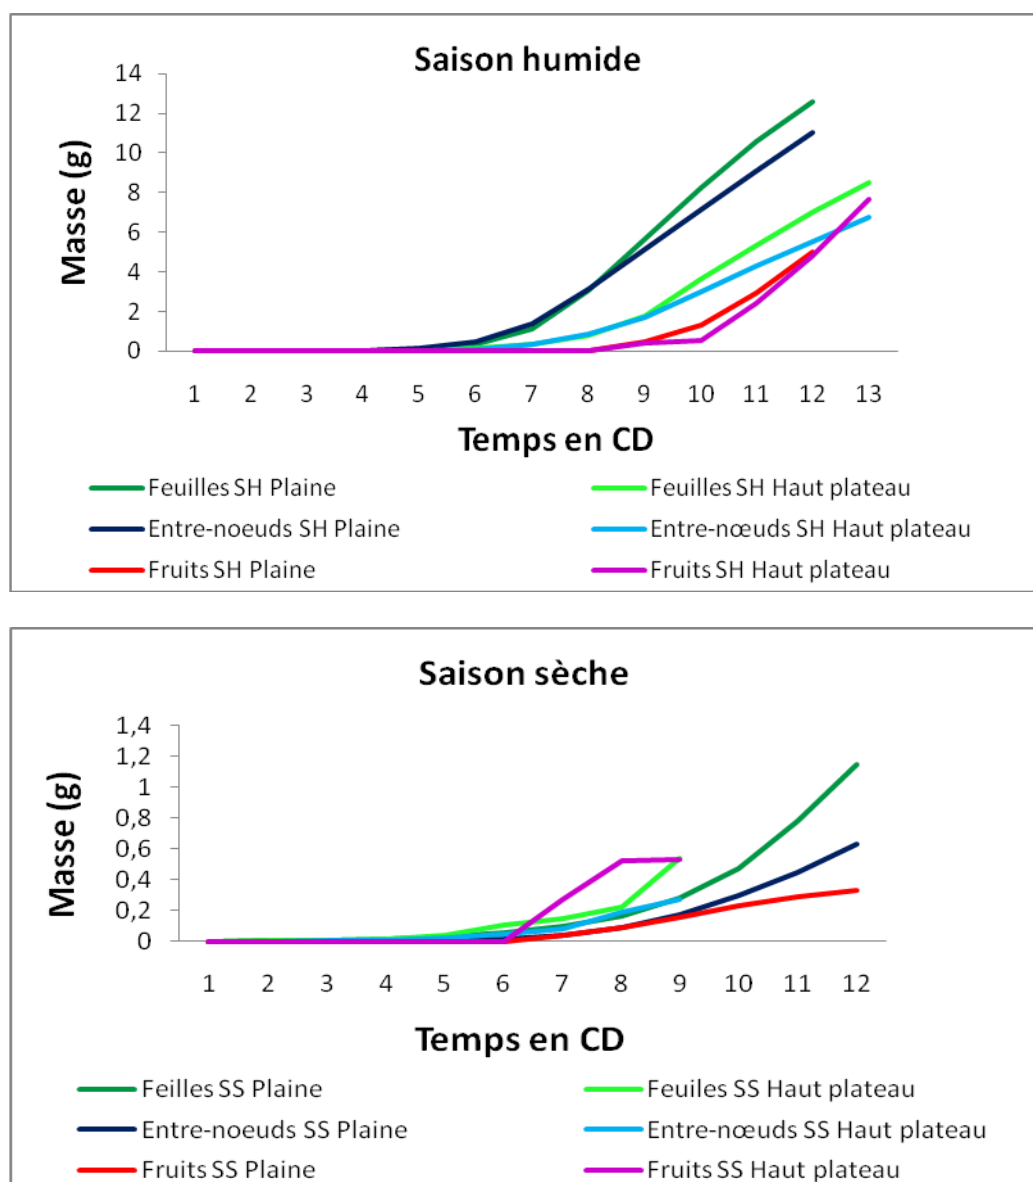 Saison humide
Masse (g)
14
12
10
8
6
4
2
0
1 2 3 4 5 6 7 8 9 10 11 12 13
Temps en CD
Feuilles SH Plaine Feuilles SH Haut plateau
Entre-noeuds SH Plaine Entre-nœuds SH Haut plateau
Fruits SH Plaine Fruits SH Haut plateau
Saison sèche
Masse (g)
1,4
1,2
1
0,8
0,6
0,4
0,2
0
1 2 3 4 5 6 7 8 9 10 11 12
Temps en CD
Feilles SS Plaine Feuiles SS Haut plateau
Entre-noeuds SS Plaine Entre-nœuds SS Haut plateau
Fruits SS Plaine Fruits SS Haut plateau